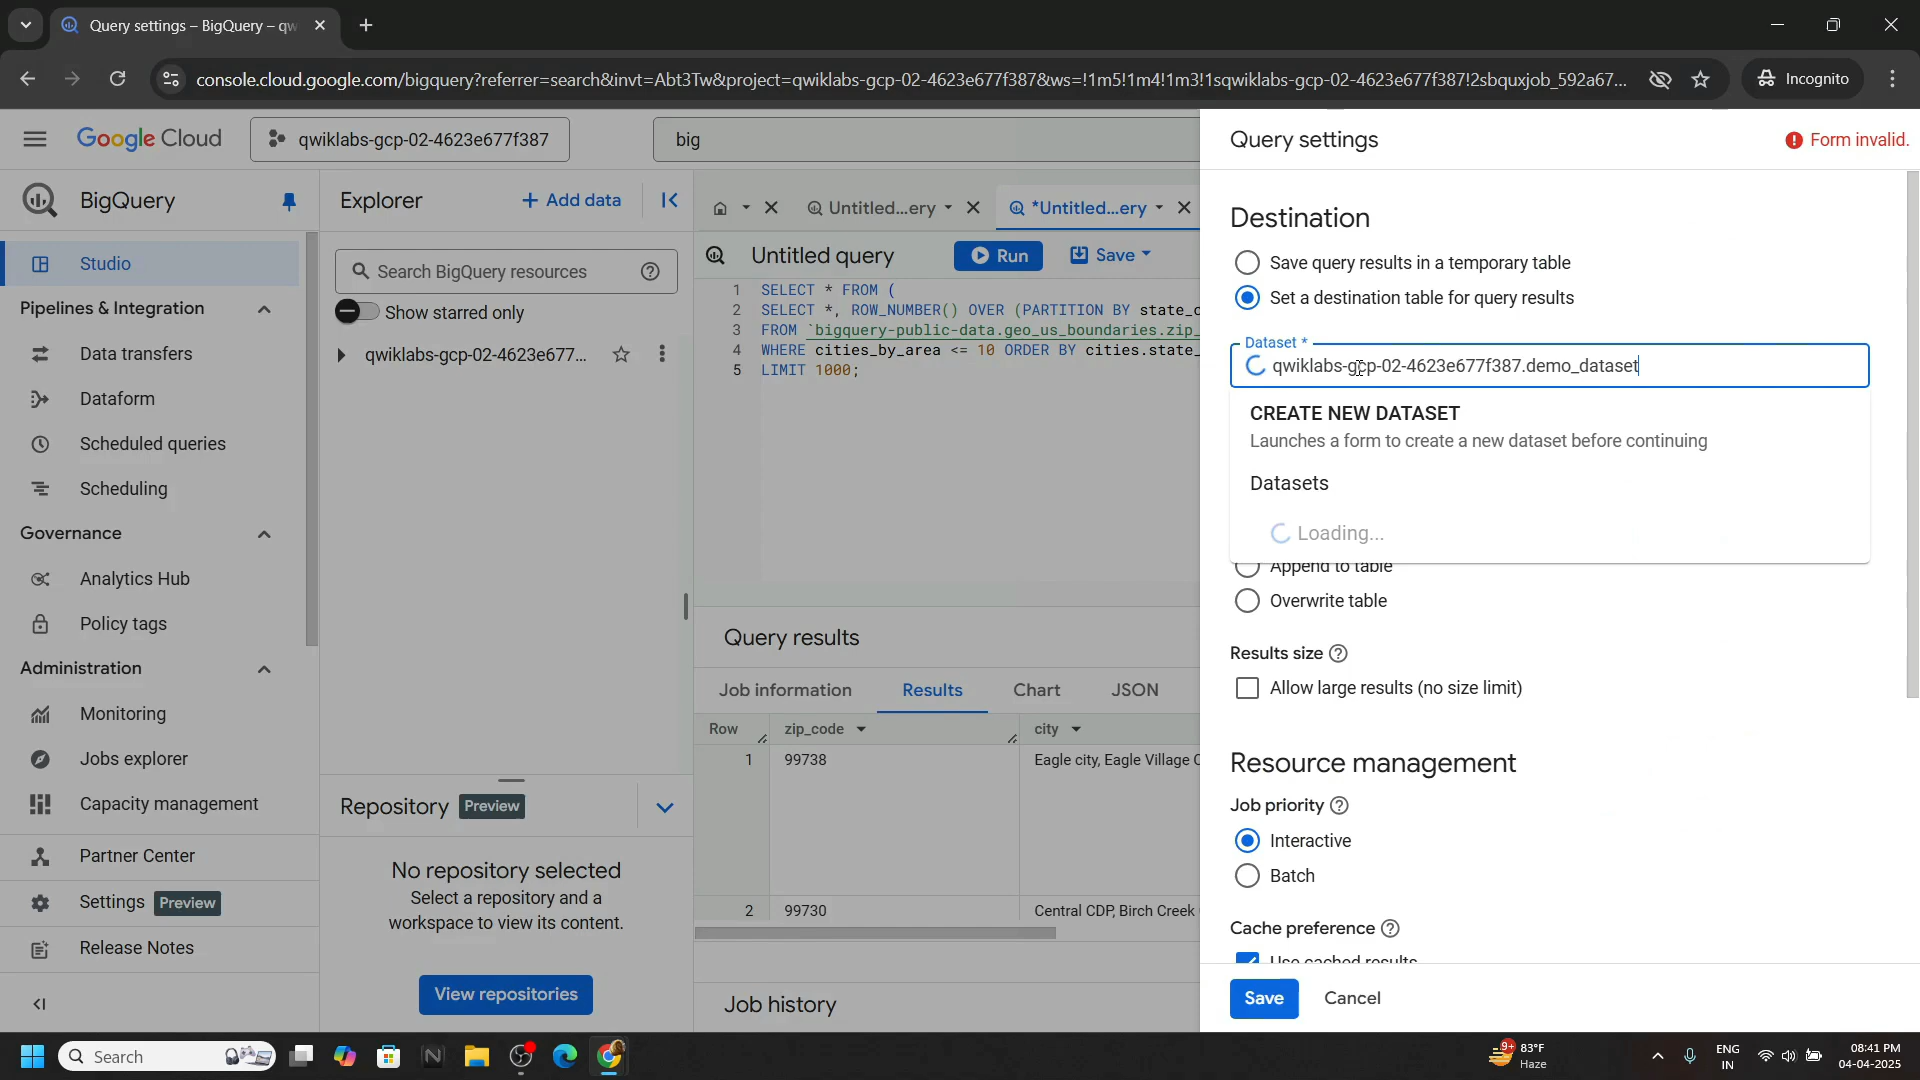 Query settings – BigQuery – qw
console.cloud.google.com/bigquery?referrer=search&invt=Abt3Tw&project=qwiklabs-gcp-02-4623e677f387&ws=!1m5!1m4!1m3!1sqwiklabs-gcp-02-4623e677f387!2sbquxjob_592a67...
Incognito
Google Cloud
qwiklabs-gcp-02-4623e677f387
big
BigQuery
Studio
Pipelines & Integration
Data transfers
Dataform
Scheduled queries
Scheduling
Governance
Analytics Hub
Policy tags
Administration
Monitoring
Jobs explorer
Capacity management
Partner Center
Settings Preview
Release Notes
Explorer
+ Add data
Search BigQuery resources
Show starred only
qwiklabs-gcp-02-4623e677...
Repository Preview
No repository selected
Select a repository and a
workspace to view its content.
View repositories
Untitled...ery
*Untitled...ery
Untitled query
Run
Save
1 SELECT * FROM (
2 SELECT *, ROW_NUMBER() OVER (PARTITION BY state_c
3 FROM `bigquery-public-data.geo_us_boundaries.zip_
4 WHERE cities_by_area <= 10 ORDER BY cities.state_
5 LIMIT 1000;
Query results
Job information
Results
Chart
JSON
Row
zip_code
city
1 99738 Eagle city, Eagle Village C
2 99730 Central CDP, Birch Creek
Job history
Query settings
Form invalid.
Destination
Save query results in a temporary table
Set a destination table for query results
Dataset *
qwiklabs-gcp-02-4623e677f387.demo_dataset
CREATE NEW DATASET
Launches a form to create a new dataset before continuing
Datasets
Loading...
Append to table
Overwrite table
Results size
Allow large results (no size limit)
Resource management
Job priority
Interactive
Batch
Cache preference
Use cached results
Save
Cancel
Search
9+
83°F
Haze
ENG
IN
08:41 PM
04-04-2025